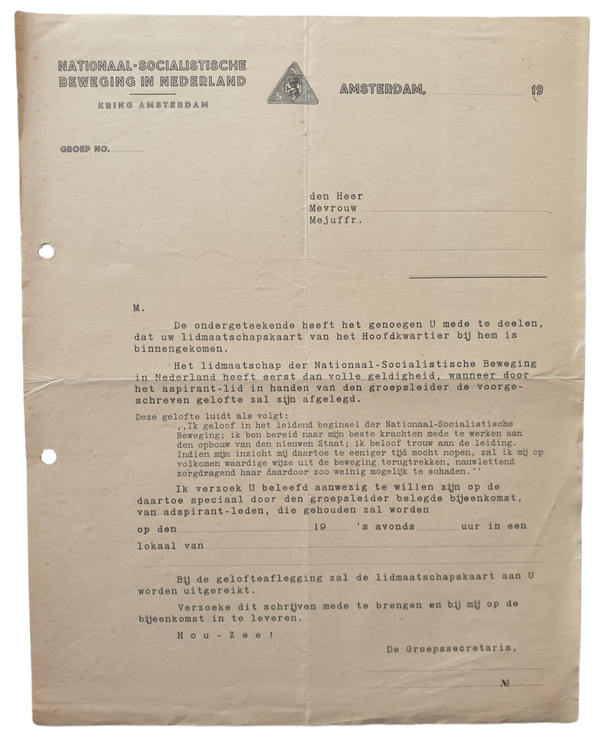 NATIONAAL-SOCIALISTISCHE
BEWEGING IN NEDERLAND
KRING AMSTERDAM
N
S B
AMSTERDAM, 19
GROEP NO.
den Heer
Mevrouw
Mejuffr.
M.
De ondergeteekende heeft het genoegen U mede te deelen,
dat uw lidmaatschapskaart van het Hoofdkwartier bij hem is
binnengekomen.
Het lidmaatschap der Nationaal-Socialistische Beweging
in Nederland heeft eerst dan volle geldigheid, wanneer door
het aspirant-lid in handen van den groepsleider de voorge-
schreven gelofte zal zijn afgelegd.
Deze gelofte luidt als volgt:
,,Ik geloof in het leidend beginsel der Nationaal-Socialistische
Beweging; ik ben bereid naar mijn beste krachten mede te werken aan
den opbouw van den nieuwen Staat; ik beloof trouw aan de leiding.
Indien mijn inzicht mij daartoe te eeniger tijd mocht nopen, zal ik mij op
volkomen waardige wijze uit de beweging terugtrekken, nauwlettend
zorgdragend haar daardoor zoo weinig mogelijk te schaden.''
Ik verzoek U beleefd aanwezig te willen zijn op de
daartoe speciaal door den groepsleider belegde bijeenkomst,
van adspirant-leden, die gehouden zal worden
op den 19 's avonds uur in een
lokaal van
Bij de gelofteaflegging zal de lidmaatschapskaart aan U
worden uitgereikt.
Verzoeke dit schrijven mede te brengen en bij mij op de
bijeenkomst in te leveren.
Hou-Zee!
De Groepssecretaris,
№